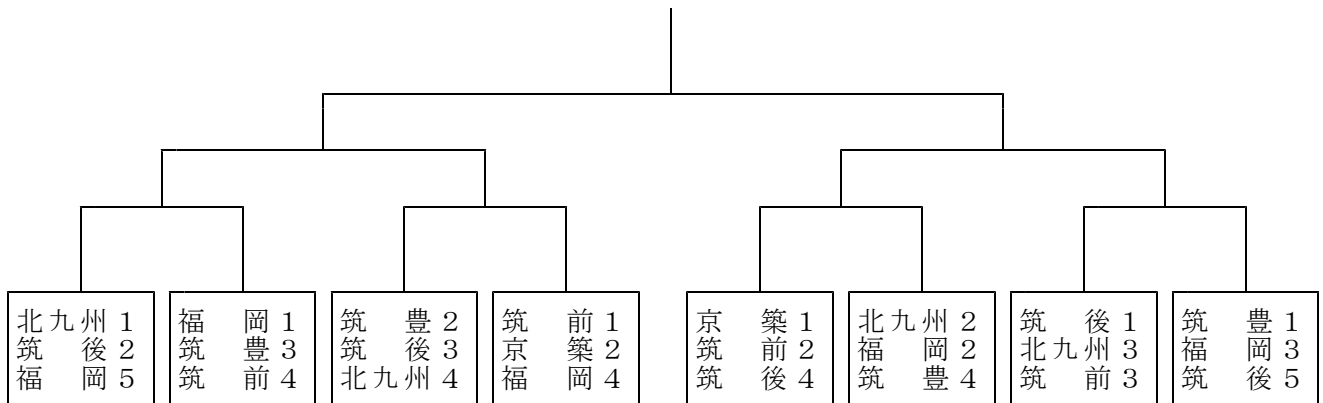 北九州１
筑　後２
福　岡５
福　岡１
筑　豊３
筑　前４
筑　豊２
筑　後３
北九州４
筑　前１
京　築２
福　岡４
京　築１
筑　前２
筑　後４
北九州２
福　岡２
筑　豊４
筑　後１
北九州３
筑　前３
筑　豊１
福　岡３
筑　後５